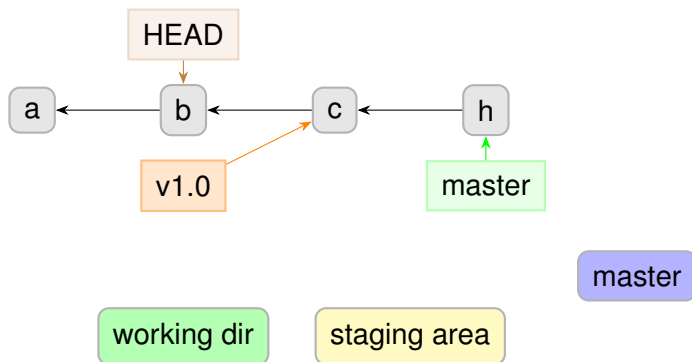 HEAD
a
b
c
h
v1.0
master
master
working dir
staging area